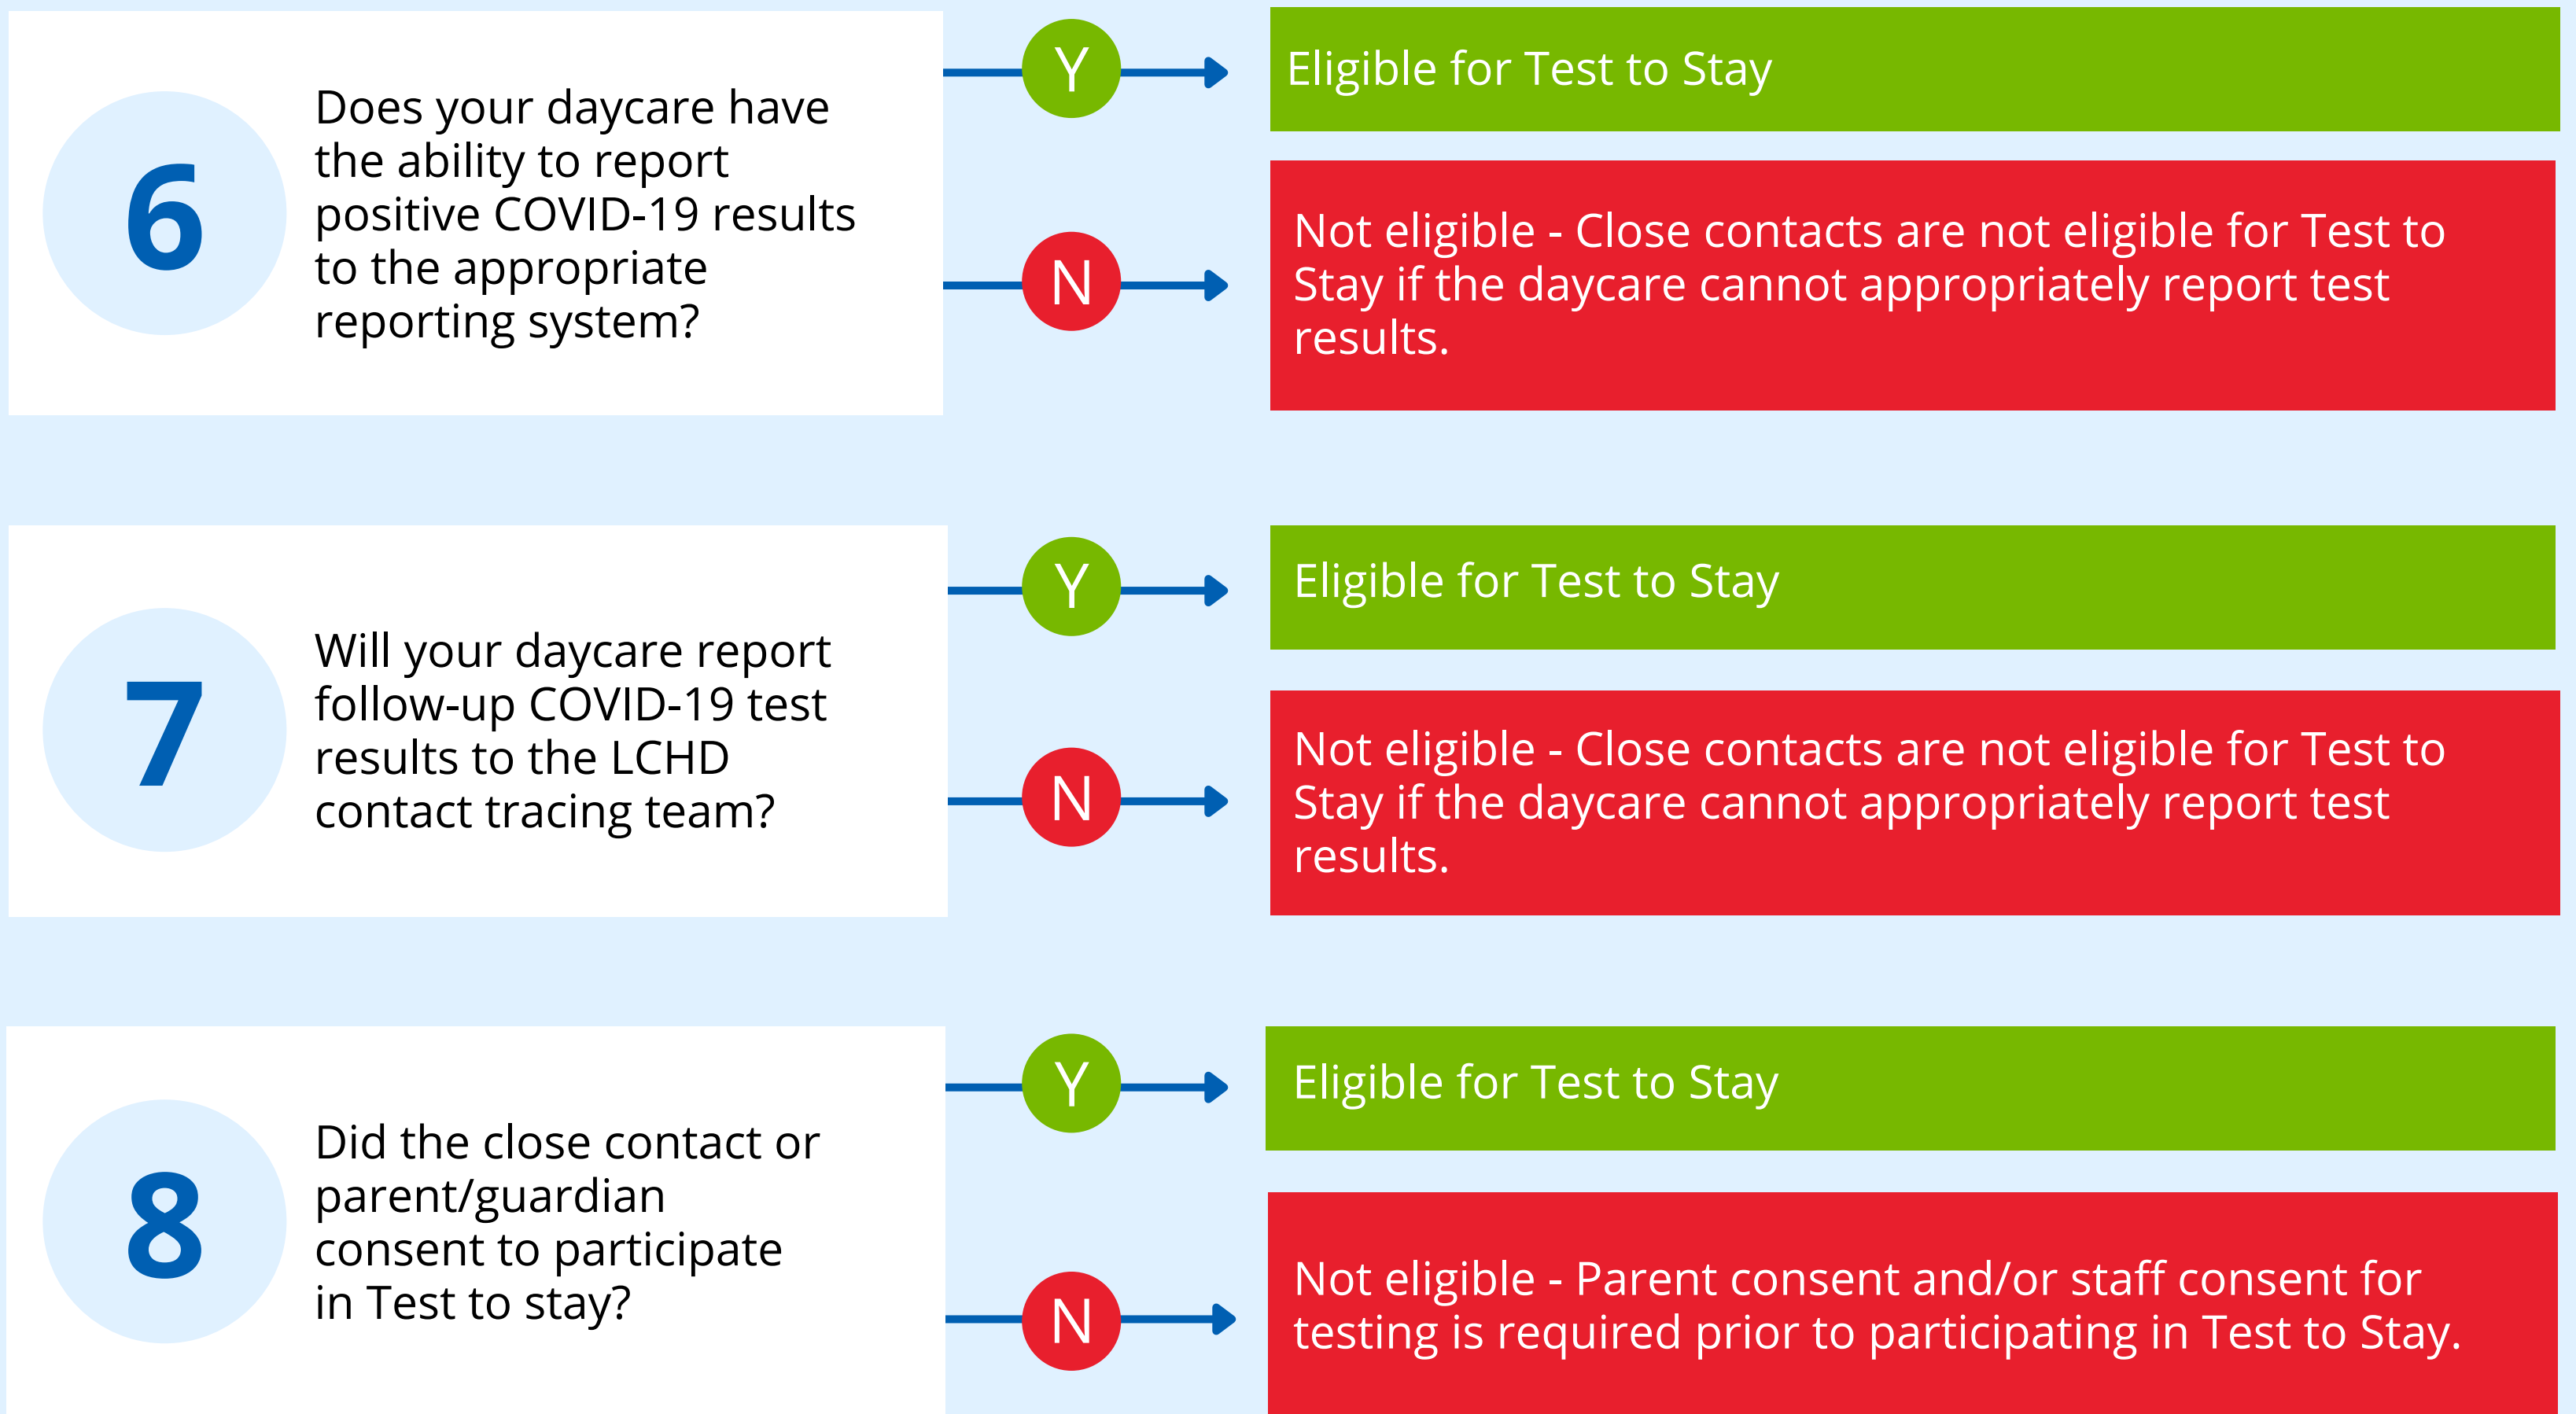 6
Does your daycare have
the ability to report
positive COVID-19 results
to the appropriate
reporting system?
Y
Eligible for Test to Stay
N
Not eligible - Close contacts are not eligible for Test to
Stay if the daycare cannot appropriately report test
results.
7
Will your daycare report
follow-up COVID-19 test
results to the LCHD
contact tracing team?
Y
Eligible for Test to Stay
N
Not eligible - Close contacts are not eligible for Test to
Stay if the daycare cannot appropriately report test
results.
8
Did the close contact or
parent/guardian
consent to participate
in Test to stay?
Y
Eligible for Test to Stay
N
Not eligible - Parent consent and/or staff consent for
testing is required prior to participating in Test to Stay.